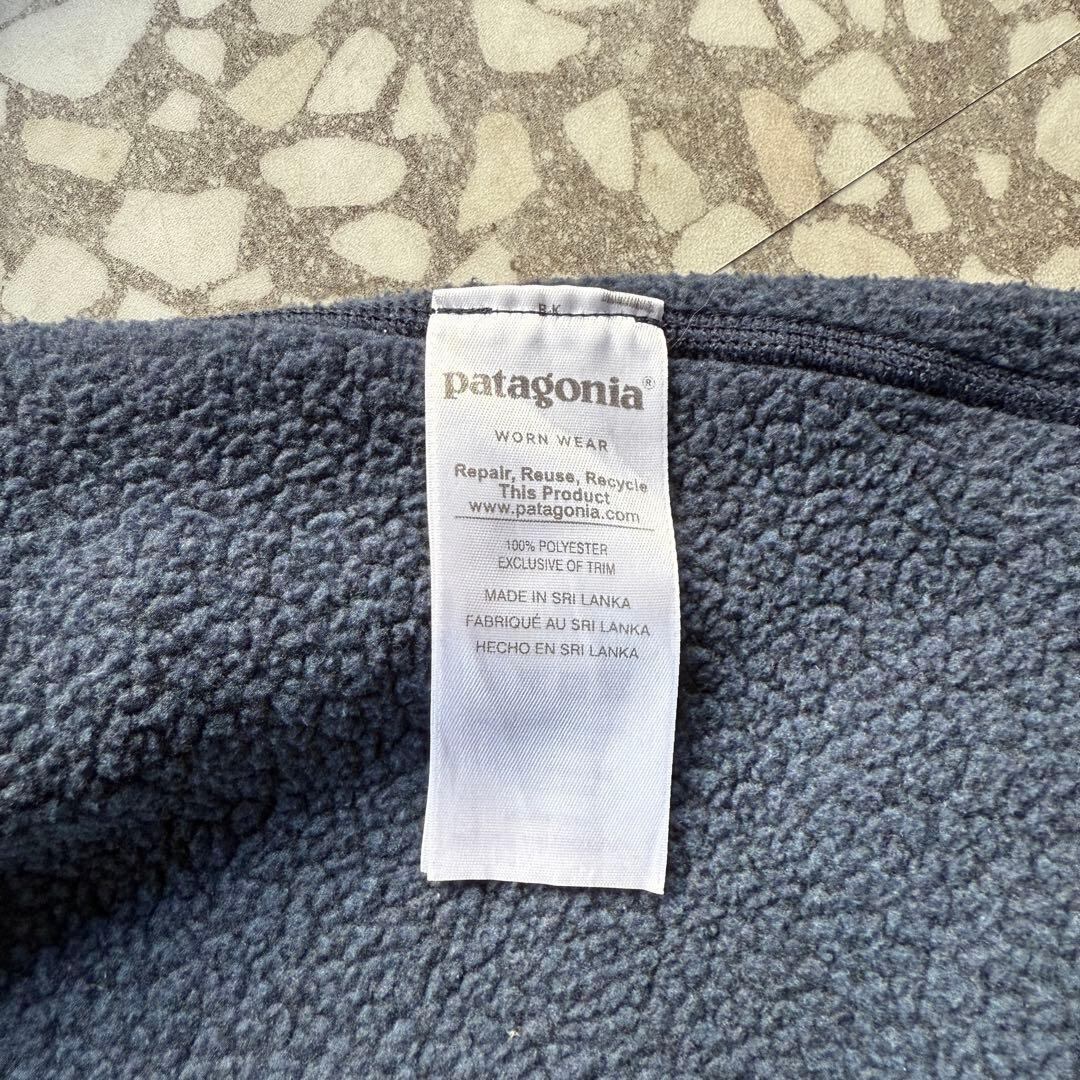 B.K
patagonia®
WORN WEAR
Repair, Reuse, Recycle
This Product
www.patagonia.com
100% POLYESTER
EXCLUSIVE OF TRIM
MADE IN SRI LANKA
FABRIQUÉ AU SRI LANKA
HECHO EN SRI LANKA